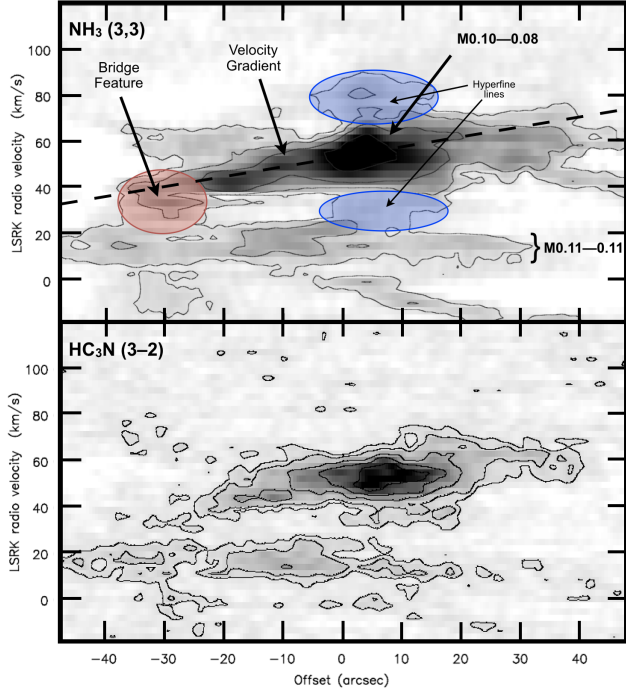 NH₃ (3,3)
Bridge
Feature
Velocity
Gradient
M0.10—0.08
Hyperfine
lines
M0.11—0.11
LSRK radio velocity (km/s)
100
80
60
40
20
0
HC₃N (3–2)
LSRK radio velocity (km/s)
100
80
60
40
20
0
−40 −30 −20 −10 0 10 20 30 40
Offset (arcsec)